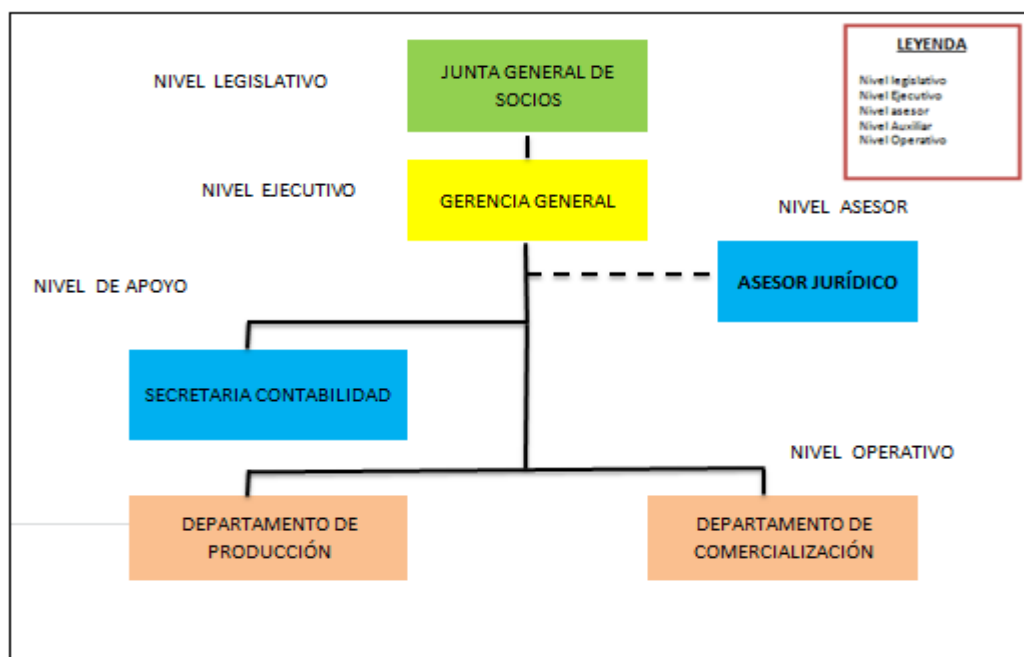 LEYENDA
Nivel legislativo
Nivel Ejecutivo
Nivel asesor
Nivel Auxiliar
Nivel Operativo
NIVEL LEGISLATIVO
JUNTA GENERAL DE
SOCIOS
NIVEL EJECUTIVO
GERENCIA GENERAL
NIVEL ASESOR
ASESOR JURÍDICO
NIVEL DE APOYO
SECRETARIA CONTABILIDAD
NIVEL OPERATIVO
DEPARTAMENTO DE
PRODUCCIÓN
DEPARTAMENTO DE
COMERCIALIZACIÓN